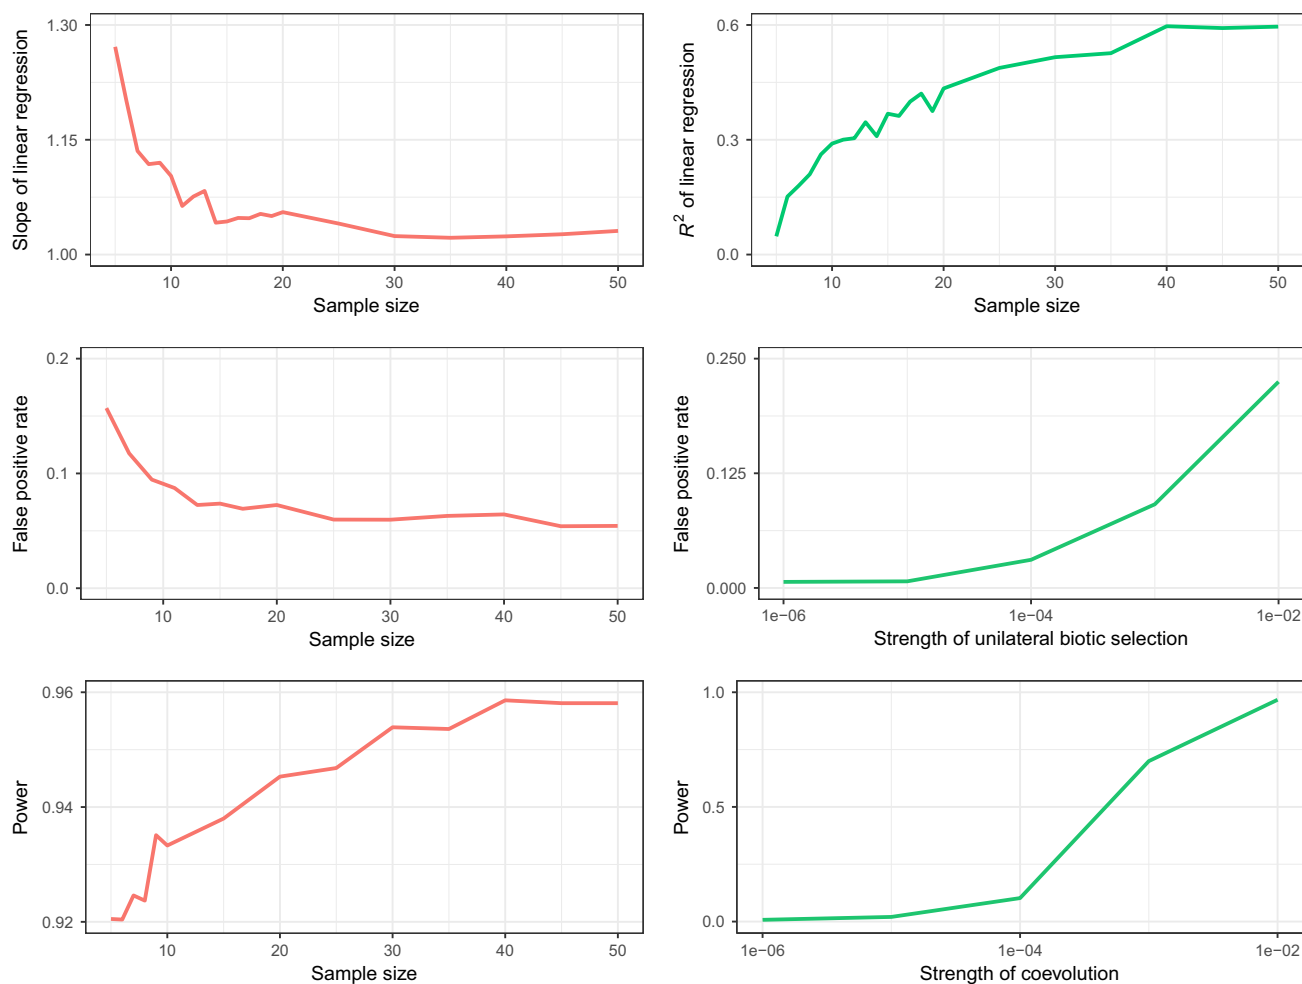 1.30
1.15
1.00
Slope of linear regression
10 20 30 40 50
Sample size
0.6
0.3
0.0
R² of linear regression
10 20 30 40 50
Sample size
0.2
0.1
0.0
False positive rate
10 20 30 40 50
Sample size
0.250
0.125
0.000
False positive rate
1e−06 1e−04 1e−02
Strength of unilateral biotic selection
0.96
0.94
0.92
Power
10 20 30 40 50
Sample size
1.0
0.5
0.0
Power
1e−06 1e−04 1e−02
Strength of coevolution